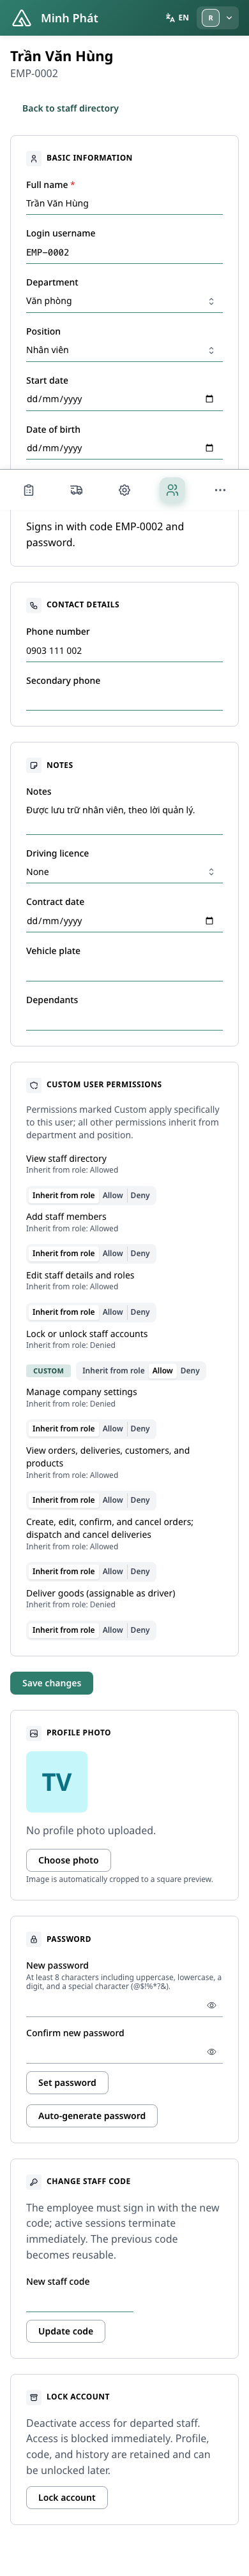 Minh Phát
EN
R
Trần Văn Hùng
EMP-0002
Back to staff directory
BASIC INFORMATION
Full name *
Trần Văn Hùng
Login username
EMP-0002
Department
Văn phòng
Position
Nhân viên
Start date
dd/mm/yyyy
Date of birth
dd/mm/yyyy
Signs in with code EMP-0002 and
password.
CONTACT DETAILS
Phone number
0903 111 002
Secondary phone
NOTES
Notes
Được lưu trữ nhân viên, theo lời quản lý.
Driving licence
None
Contract date
dd/mm/yyyy
Vehicle plate
Dependants
CUSTOM USER PERMISSIONS
Permissions marked Custom apply specifically
to this user; all other permissions inherit from
department and position.
View staff directory
Inherit from role: Allowed
Inherit from role Allow Deny
Add staff members
Inherit from role: Allowed
Inherit from role Allow Deny
Edit staff details and roles
Inherit from role: Allowed
Inherit from role Allow Deny
Lock or unlock staff accounts
Inherit from role: Denied
CUSTOM Inherit from role Allow Deny
Manage company settings
Inherit from role: Denied
Inherit from role Allow Deny
View orders, deliveries, customers, and
products
Inherit from role: Allowed
Inherit from role Allow Deny
Create, edit, confirm, and cancel orders;
dispatch and cancel deliveries
Inherit from role: Allowed
Inherit from role Allow Deny
Deliver goods (assignable as driver)
Inherit from role: Denied
Inherit from role Allow Deny
Save changes
PROFILE PHOTO
TV
No profile photo uploaded.
Choose photo
Image is automatically cropped to a square preview.
PASSWORD
New password
At least 8 characters including uppercase, lowercase, a
digit, and a special character (@$!%*?&).
Confirm new password
Set password
Auto-generate password
CHANGE STAFF CODE
The employee must sign in with the new
code; active sessions terminate
immediately. The previous code
becomes reusable.
New staff code
Update code
LOCK ACCOUNT
Deactivate access for departed staff.
Access is blocked immediately. Profile,
code, and history are retained and can
be unlocked later.
Lock account